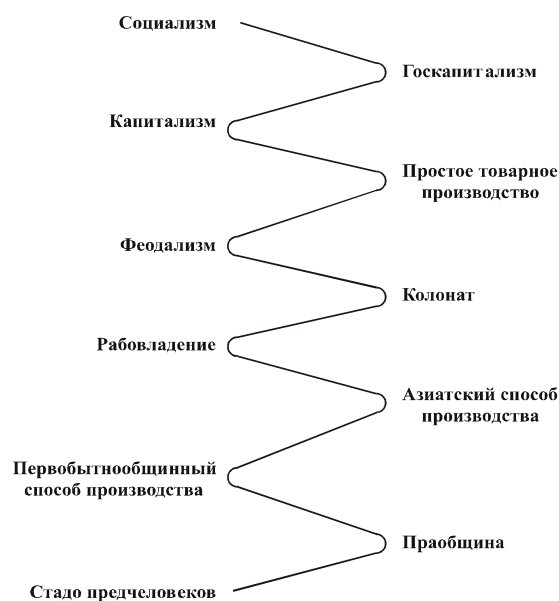 Социализм
Госкапитализм
Капитализм
Простое товарное
производство
Феодализм
Колонат
Рабовладение
Азиатский способ
производства
Первобытнообщинный
способ производства
Праобщина
Стадо предчеловеков